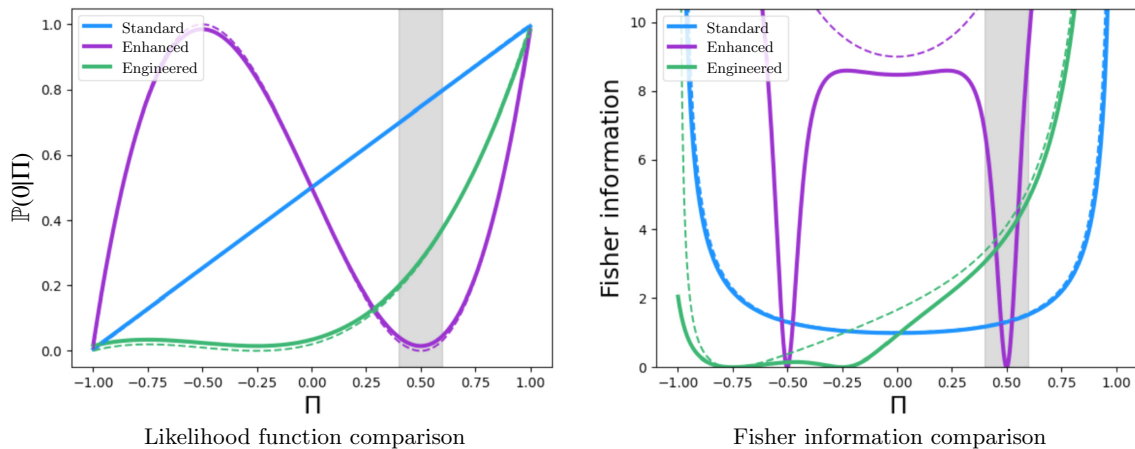 Standard
Enhanced
Engineered
ℙ(0|Π)
1.0
0.8
0.6
0.4
0.2
0.0
−1.00 −0.75 −0.50 −0.25 0.00 0.25 0.50 0.75 1.00
Π
Likelihood function comparison
Standard
Enhanced
Engineered
Fisher information
10
8
6
4
2
0
−1.00 −0.75 −0.50 −0.25 0.00 0.25 0.50 0.75 1.00
Π
Fisher information comparison